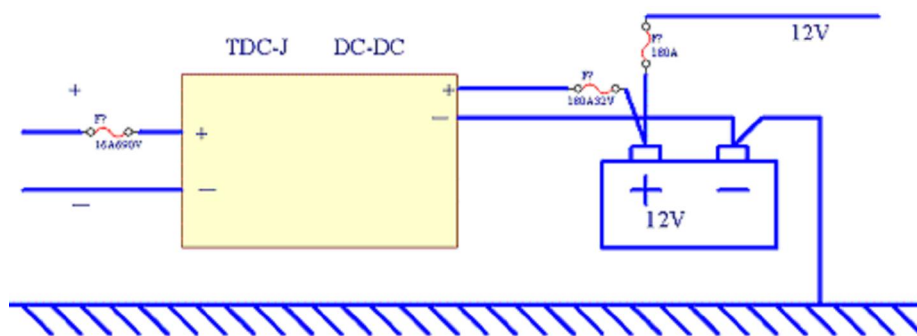 12V
F?
180A
TDC-J DC-DC
F?
180A32V
+
F?
16A690V
+
+
—
—
—
+ —
12V